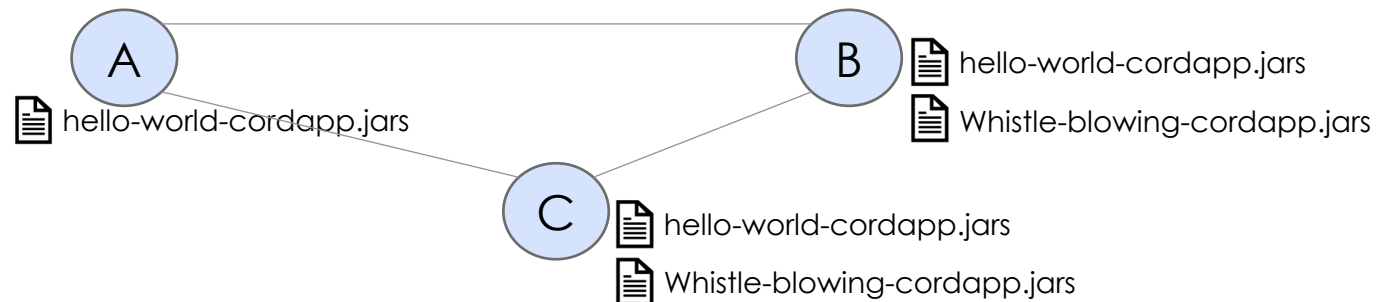 A
B
hello-world-cordapp.jars
hello-world-cordapp.jars
Whistle-blowing-cordapp.jars
C
hello-world-cordapp.jars
Whistle-blowing-cordapp.jars